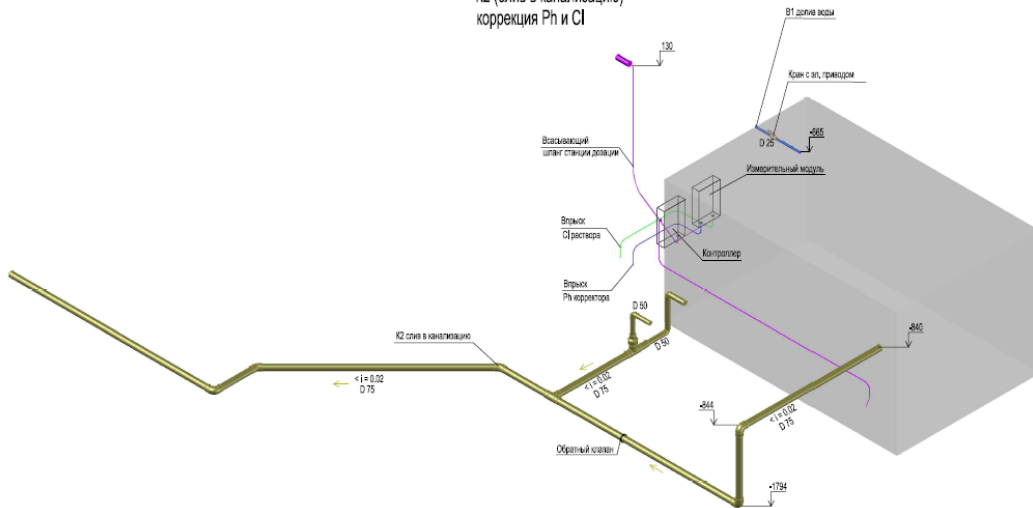 коррекция Ph и Cl
В1 долив воды
130
Кран с эл. приводом
D 25
-665
Всасывающий
шланг станции дозации
Измерительный модуль
Впрыск
Cl раствора
Контроллер
Впрыск
Ph корректора
D 50
К2 слив в канализацию
D 50
-840
< i = 0.02
D 75
< i = 0.02
D 75
-844
< i = 0.02
D 75
Обратный клапан
-1794